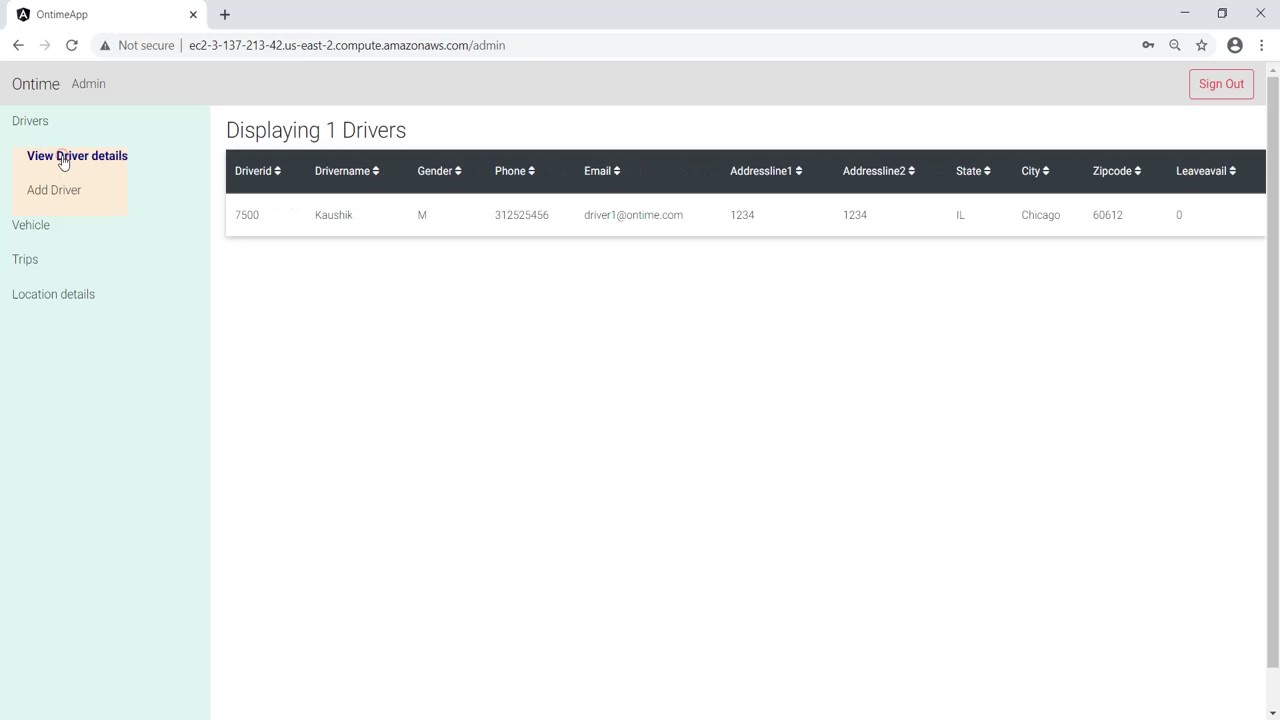 OntimeApp
Not secure ec2-3-137-213-42.us-east-2.compute.amazonaws.com/admin
Ontime Admin Sign Out
Drivers
View Driver details
Add Driver
Vehicle
Trips
Location details
Displaying 1 Drivers
Driverid Drivername Gender Phone Email Addressline1 Addressline2 State City Zipcode Leaveavail
7500 Kaushik M 312525456 driver1@ontime.com 1234 1234 IL Chicago 60612 0